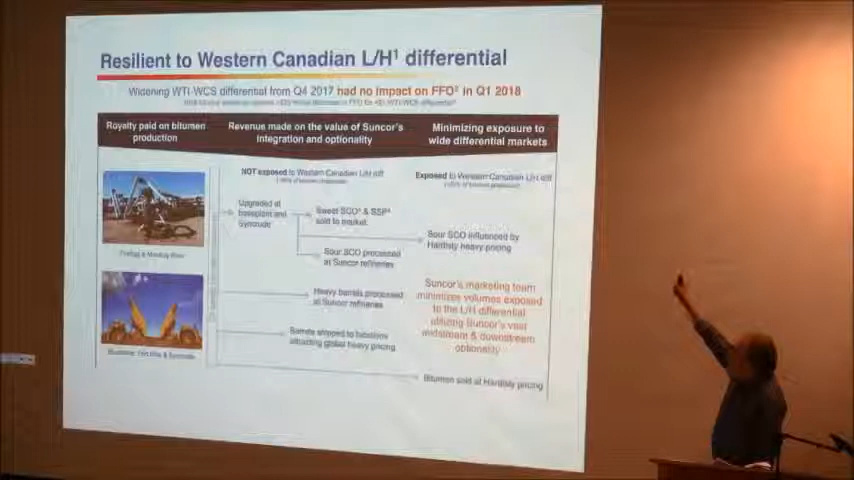 Resilient to Western Canadian L/H¹ differential
Widening WTI-WCS differential from Q4 2017 had no impact on FFO² in Q1 2018
Royalty paid on bitumen
production
Revenue made on the value of Suncor's
integration and optionality
Minimizing exposure to
wide differential markets
NOT exposed to Western Canadian L/H diff
Exposed to Western Canadian L/H diff
Upgraded at
baseplant and
Syncrude
Sweet SCO & SSP
sold to market
Sour SCO processed
at Suncor refineries
Sour SCO influenced by
Hardisty heavy pricing
Heavy barrels processed
at Suncor refineries
Barrels shipped to locations
attracting global heavy pricing
Suncor's marketing team
minimize volumes exposed
to the L/H differential
utilizing Suncor's vast
midstream & downstream
optionality
Bitumen sold at Hardisty pricing
Firebag & MacKay River